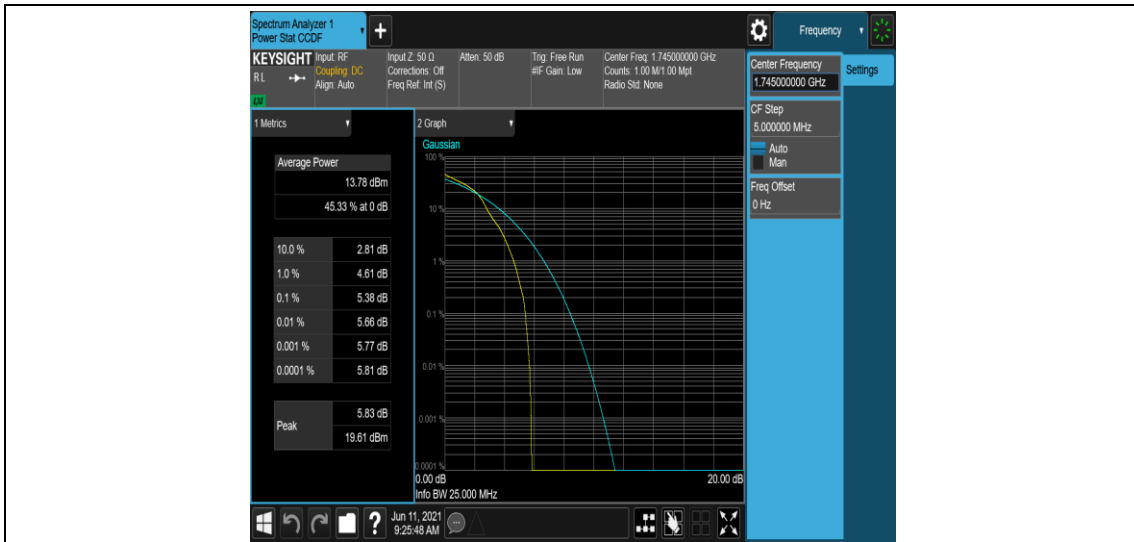 Spectrum Analyzer 1
Power Stat CCDF
+
Frequency
KEYSIGHT
RL
LXI
Input: RF
Coupling: DC
Align: Auto
Input Z: 50 Ω
Corrections: Off
Freq Ref: Int (S)
Atten: 50 dB
Trig: Free Run
#IF Gain: Low
Center Freq: 1.745000000 GHz
Counts: 1.00 M/1.00 Mpt
Radio Std: None
Center Frequency
1.745000000 GHz
Settings
CF Step
5.000000 MHz
Auto
Man
Freq Offset
0 Hz
1 Metrics
Average Power
13.78 dBm
45.33 % at 0 dB
10.0 % 2.81 dB
1.0 % 4.61 dB
0.1 % 5.38 dB
0.01 % 5.66 dB
0.001 % 5.77 dB
0.0001 % 5.81 dB
Peak 5.83 dB
19.61 dBm
2 Graph
Gaussian
100 %
10 %
1 %
0.1 %
0.01 %
0.001 %
0.0001 %
0.00 dB 20.00 dB
Info BW 25.000 MHz
?
Jun 11, 2021
9:25:48 AM